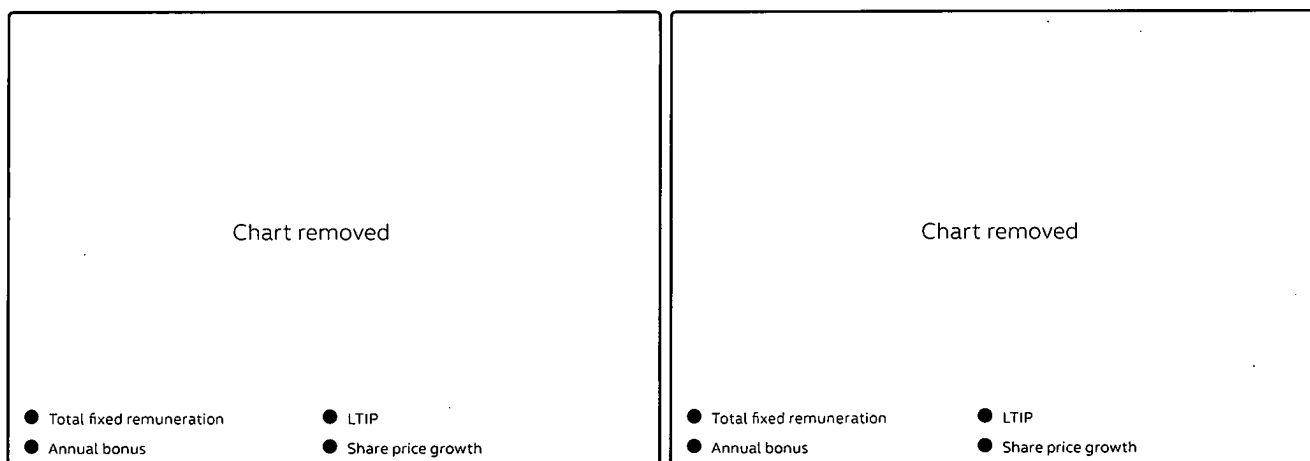 Chart removed
● Total fixed remuneration ● LTIP
● Annual bonus ● Share price growth
Chart removed
● Total fixed remuneration ● LTIP
● Annual bonus ● Share price growth